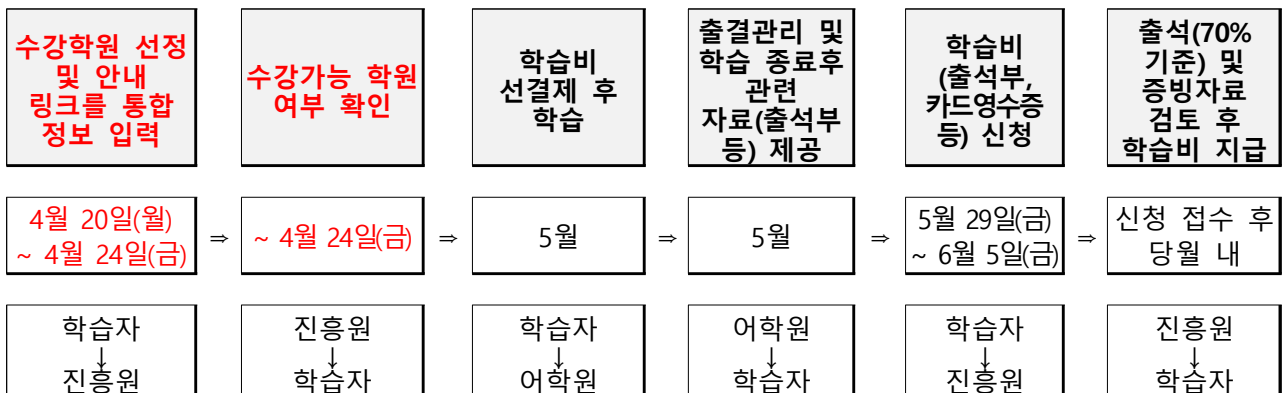 수강학원 선정
및 안내
링크를 통합
정보 입력
수강가능 학원
여부 확인
학습비
선결제 후
학습
출결관리 및
학습 종료후
관련
자료(출석부
등) 제공
학습비
(출석부,
카드영수증
등) 신청
출석(70%
기준) 및
증빙자료
검토 후
학습비 지급
4월 20일(월)
~ 4월 24일(금)
⇒
~ 4월 24일(금)
⇒
5월
⇒
5월
⇒
5월 29일(금)
~ 6월 5일(금)
⇒
신청 접수 후
당월 내
학습자
↓
진흥원
진흥원
↓
학습자
학습자
↓
어학원
어학원
↓
학습자
학습자
↓
진흥원
진흥원
↓
학습자